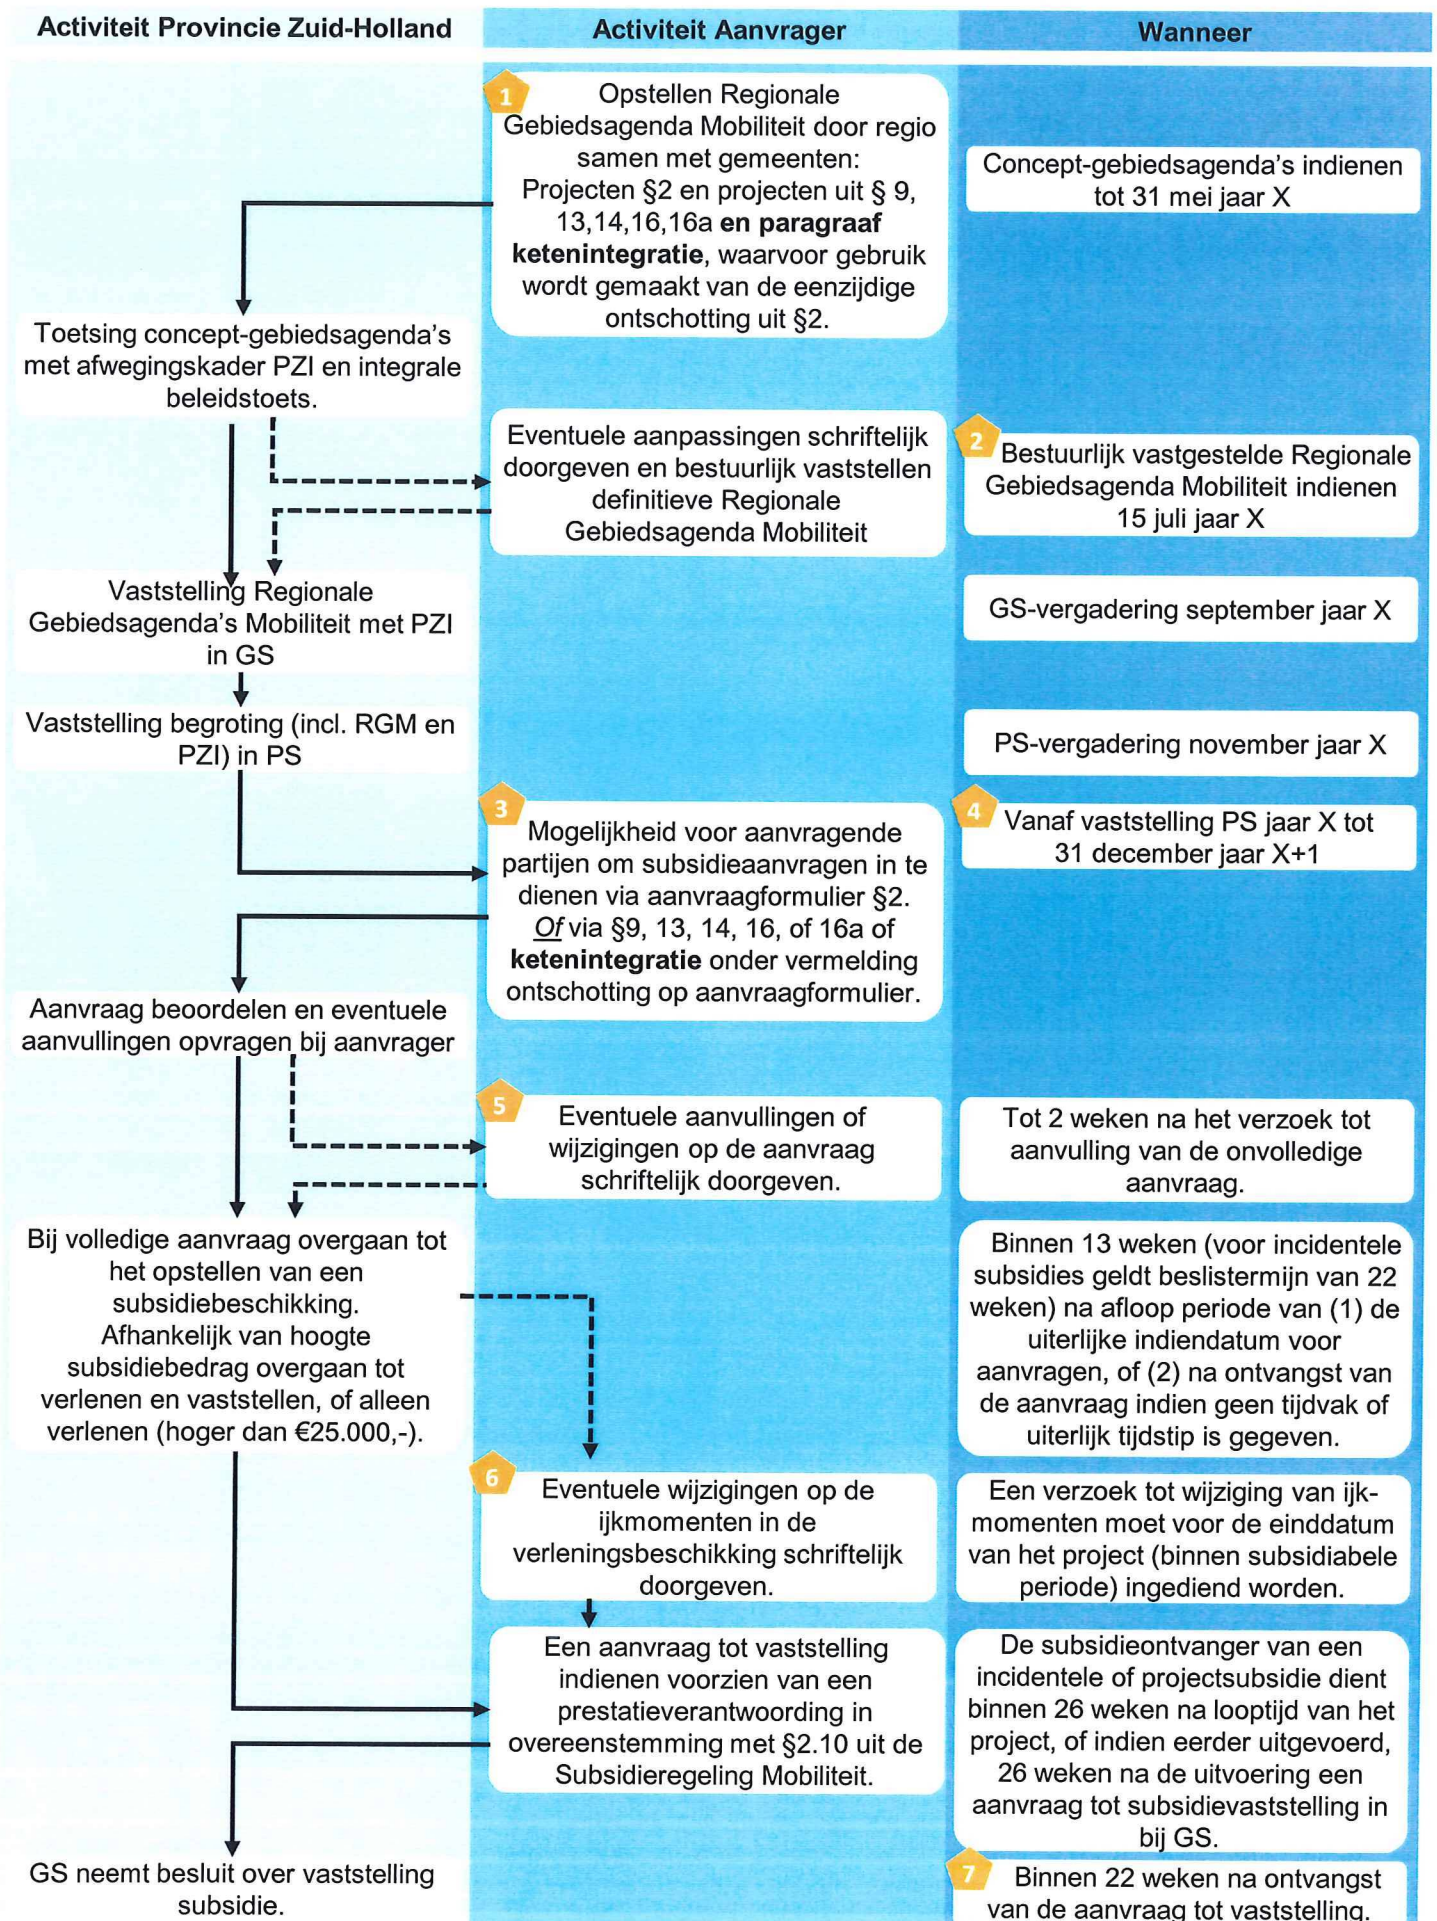 Activiteit Provincie Zuid-Holland
Activiteit Aanvrager
Wanneer
1
Opstellen Regionale
Gebiedsagenda Mobiliteit door regio
samen met gemeenten:
Projecten §2 en projecten uit § 9,
13,14,16,16a en paragraaf
ketenintegratie, waarvoor gebruik
wordt gemaakt van de eenzijdige
ontschotting uit §2.
Concept-gebiedsagenda's indienen
tot 31 mei jaar X
Toetsing concept-gebiedsagenda's
met afwegingskader PZI en integrale
beleidstoets.
Eventuele aanpassingen schriftelijk
doorgeven en bestuurlijk vaststellen
definitieve Regionale
Gebiedsagenda Mobiliteit
2
Bestuurlijk vastgestelde Regionale
Gebiedsagenda Mobiliteit indienen
15 juli jaar X
Vaststelling Regionale
Gebiedsagenda's Mobiliteit met PZI
in GS
GS-vergadering september jaar X
Vaststelling begroting (incl. RGM en
PZI) in PS
PS-vergadering november jaar X
3
Mogelijkheid voor aanvragende
partijen om subsidieaanvragen in te
dienen via aanvraagformulier §2.
Of via §9, 13, 14, 16, of 16a of
ketenintegratie onder vermelding
ontschotting op aanvraagformulier.
4
Vanaf vaststelling PS jaar X tot
31 december jaar X+1
Aanvraag beoordelen en eventuele
aanvullingen opvragen bij aanvrager
5
Eventuele aanvullingen of
wijzigingen op de aanvraag
schriftelijk doorgeven.
Tot 2 weken na het verzoek tot
aanvulling van de onvolledige
aanvraag.
Bij volledige aanvraag overgaan tot
het opstellen van een
subsidiebeschikking.
Afhankelijk van hoogte
subsidiebedrag overgaan tot
verlenen en vaststellen, of alleen
verlenen (hoger dan €25.000,-).
Binnen 13 weken (voor incidentele
subsidies geldt beslistermijn van 22
weken) na afloop periode van (1) de
uiterlijke indiendatum voor
aanvragen, of (2) na ontvangst van
de aanvraag indien geen tijdvak of
uiterlijk tijdstip is gegeven.
6
Eventuele wijzigingen op de
ijkmomenten in de
verleningsbeschikking schriftelijk
doorgeven.
Een verzoek tot wijziging van ijk-
momenten moet voor de einddatum
van het project (binnen subsidiabele
periode) ingediend worden.
Een aanvraag tot vaststelling
indienen voorzien van een
prestatieverantwoording in
overeenstemming met §2.10 uit de
Subsidieregeling Mobiliteit.
De subsidieontvanger van een
incidentele of projectsubsidie dient
binnen 26 weken na looptijd van het
project, of indien eerder uitgevoerd,
26 weken na de uitvoering een
aanvraag tot subsidievaststelling in
bij GS.
GS neemt besluit over vaststelling
subsidie.
7
Binnen 22 weken na ontvangst
van de aanvraag tot vaststelling.